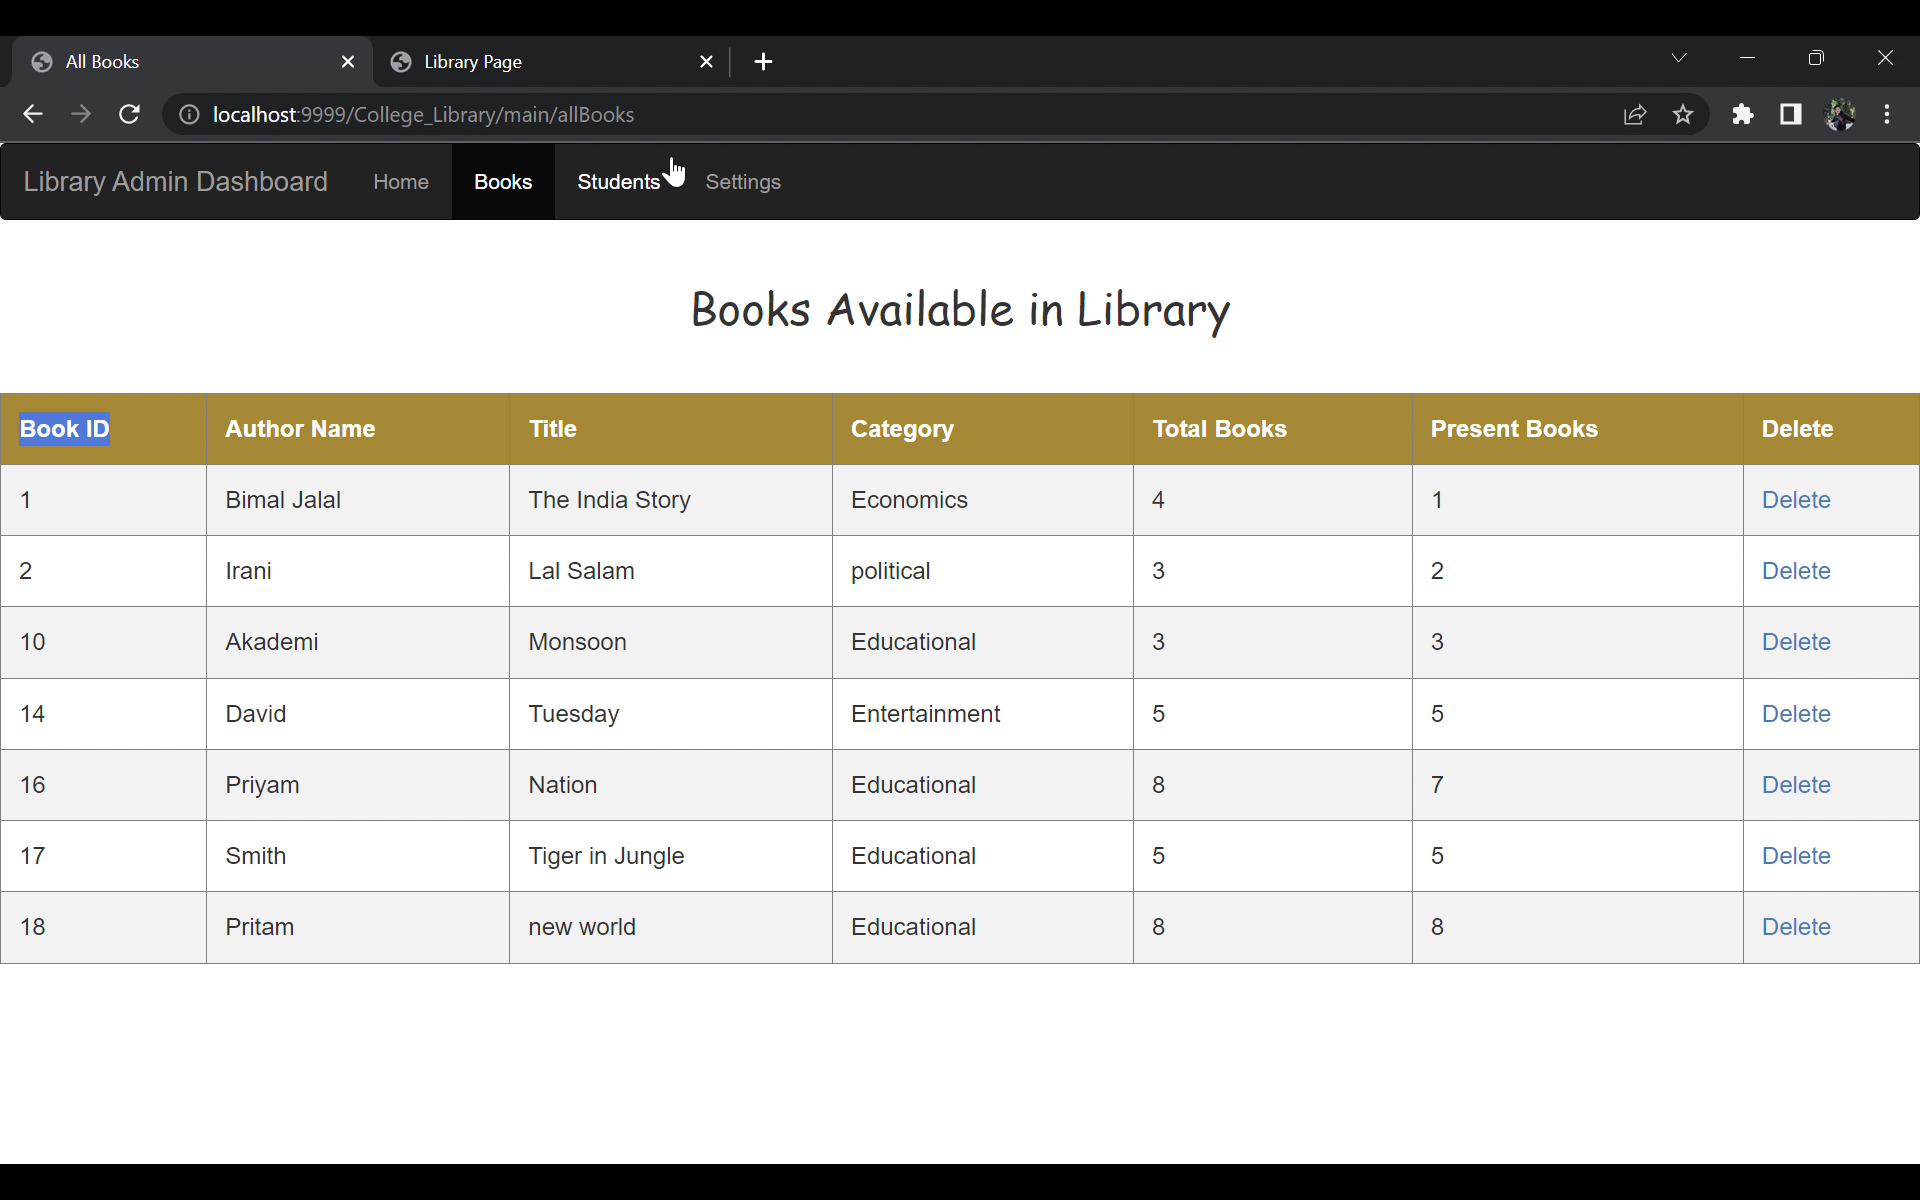 All Books
Library Page
localhost:9999/College_Library/main/allBooks
Library Admin Dashboard Home Books Students Settings
Books Available in Library
Book ID Author Name Title Category Total Books Present Books Delete
1 Bimal Jalal The India Story Economics 4 1 Delete
2 Irani Lal Salam political 3 2 Delete
10 Akademi Monsoon Educational 3 3 Delete
14 David Tuesday Entertainment 5 5 Delete
16 Priyam Nation Educational 8 7 Delete
17 Smith Tiger in Jungle Educational 5 5 Delete
18 Pritam new world Educational 8 8 Delete